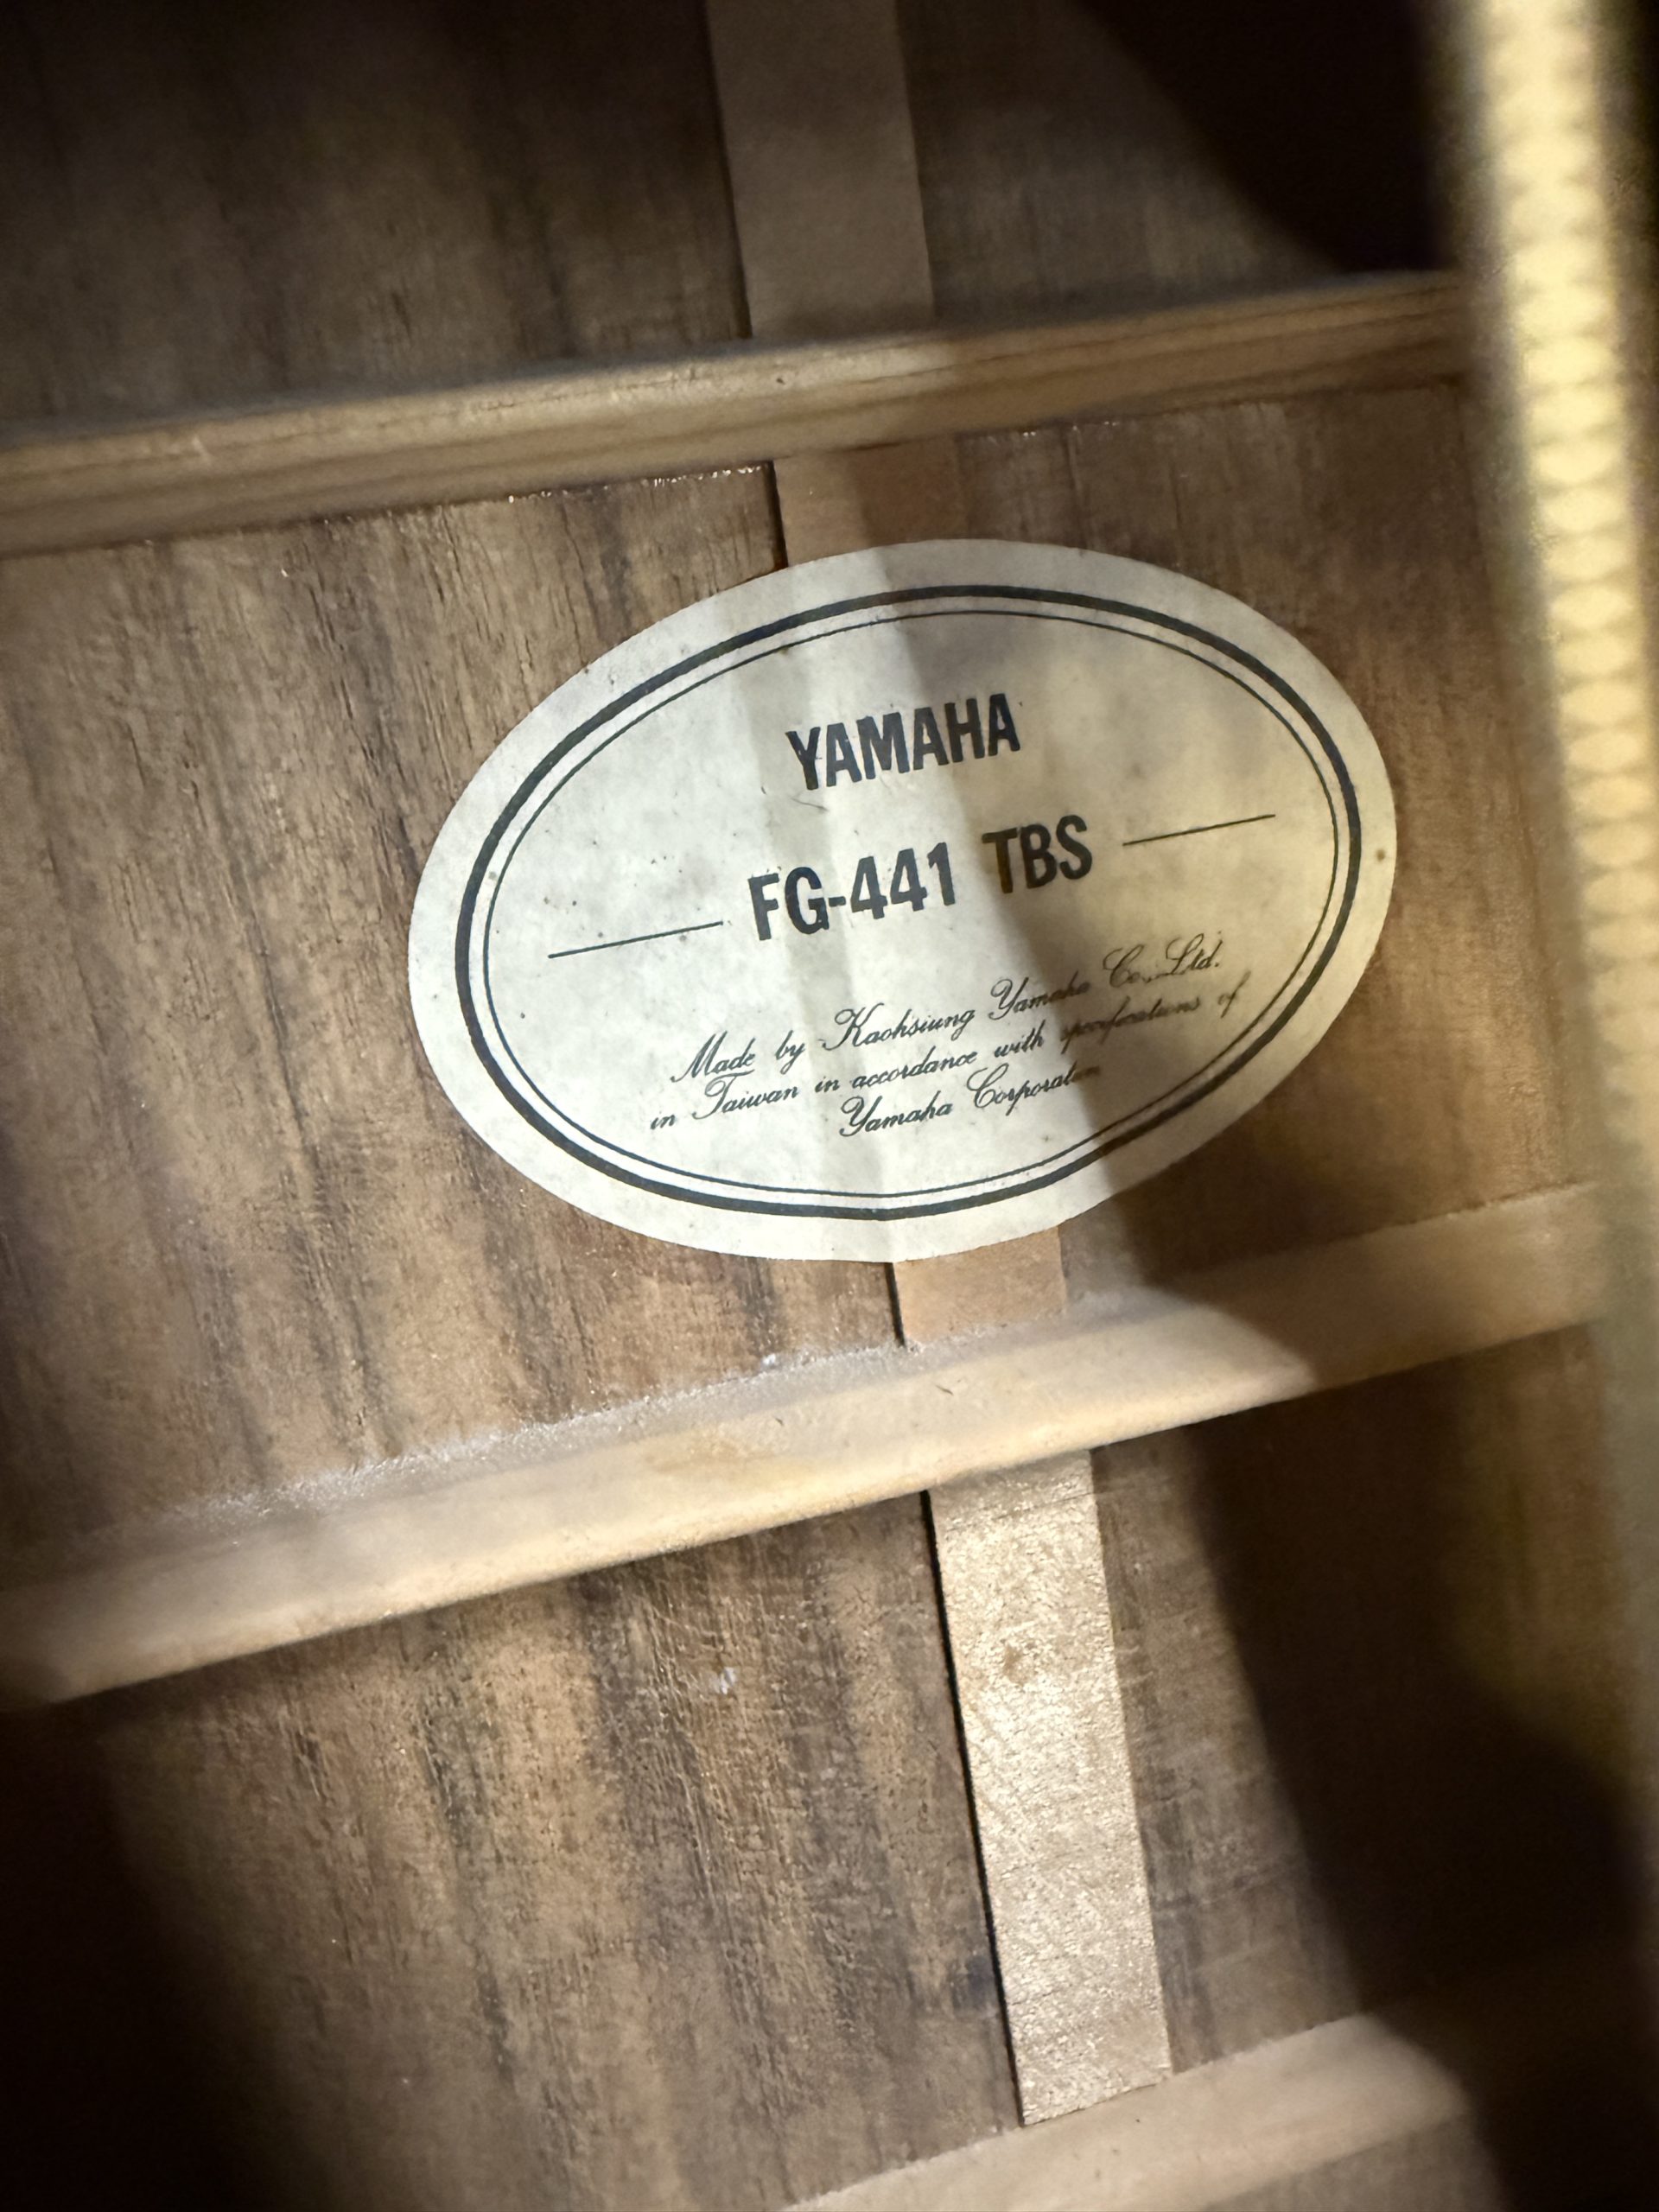 YAMAHA
FG-441 TBS
Made by Kaohsiung Yamaha Co., Ltd.
in Taiwan in accordance with specifications of
Yamaha Corporation